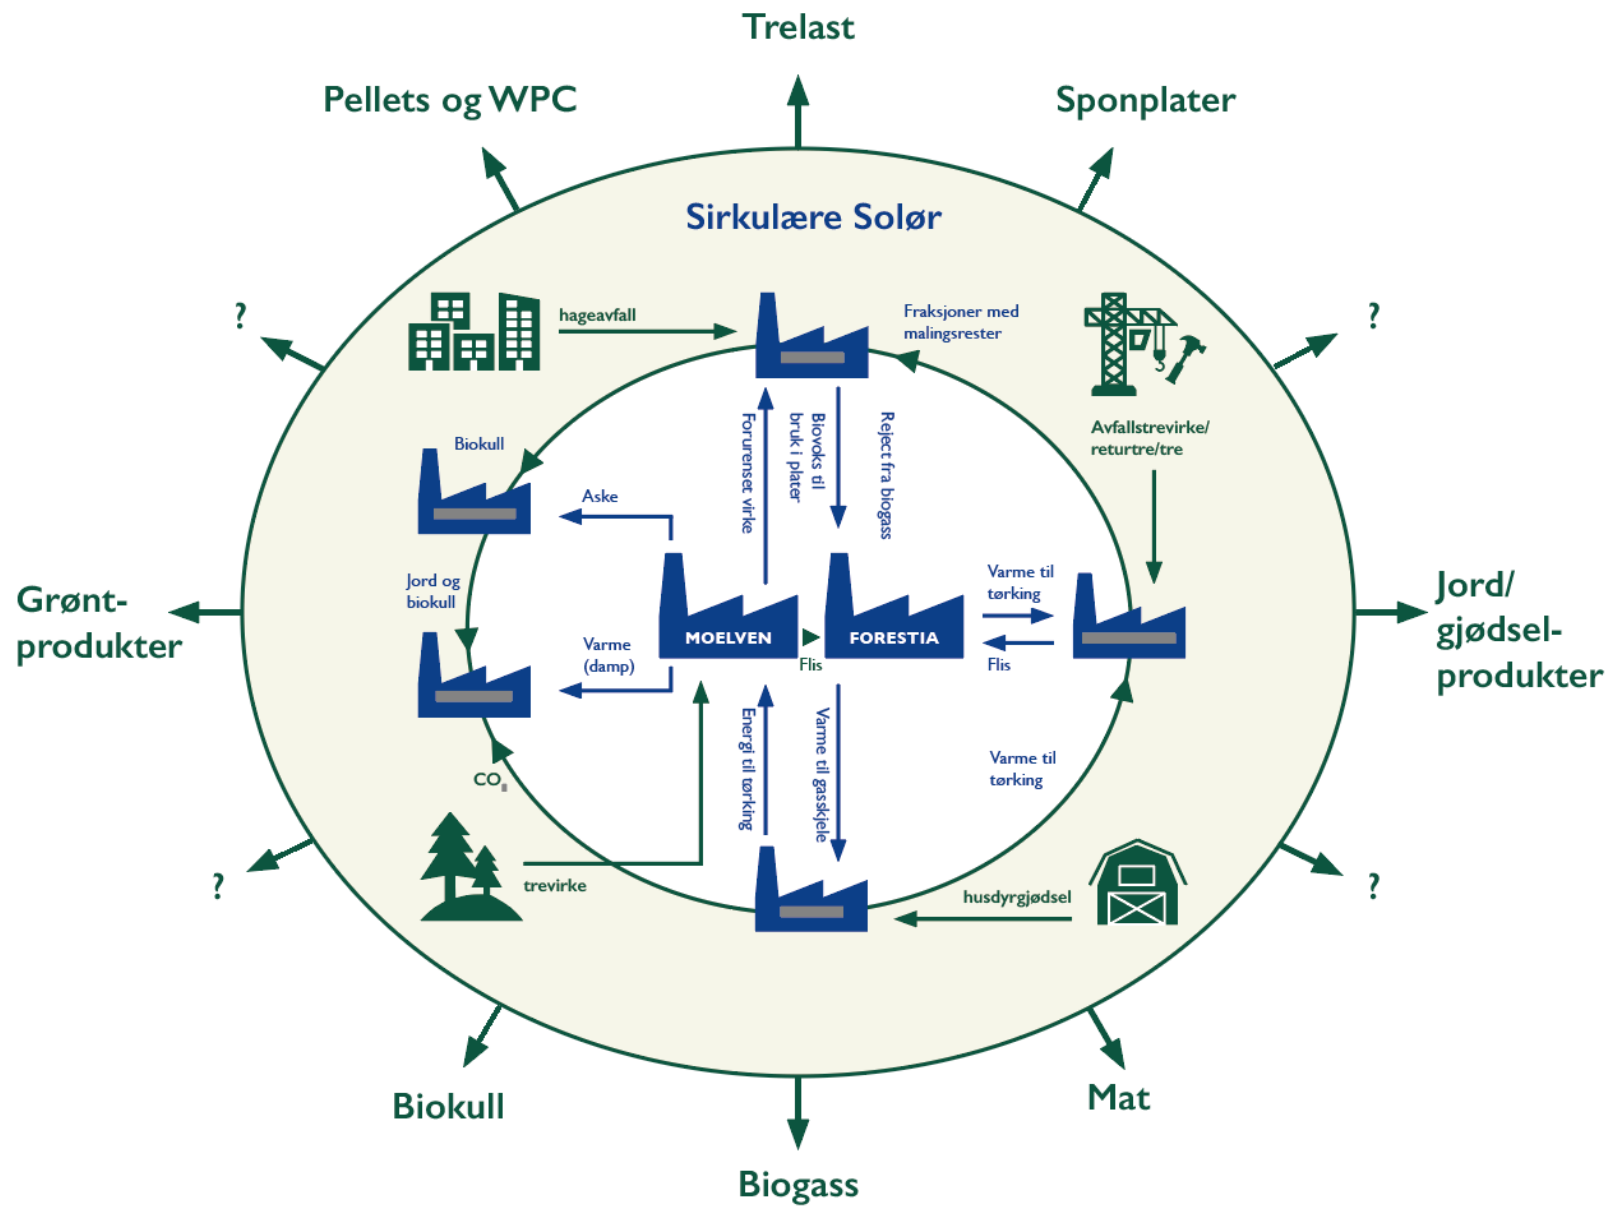 Trelast
Pellets og WPC
Sponplater
Sirkulære Solør
?
?
hageavfall
Fraksjoner med
malingsrester
Avfallstrevirke/
returtre/tre
Biokull
Aske
Forurenset virke
Biovoks til
bruk i plater
Reject fra biogass
Jord og
biokull
Varme
(damp)
MOELVEN
Flis
FORESTIA
Varme til
tørking
Flis
Grønt-
produkter
Jord/
gjødsel-
produkter
Energi til tørking
Varme til gasskjele
Varme til
tørking
CO
trevirke
husdyrgjødsel
?
?
Biokull
Mat
Biogass